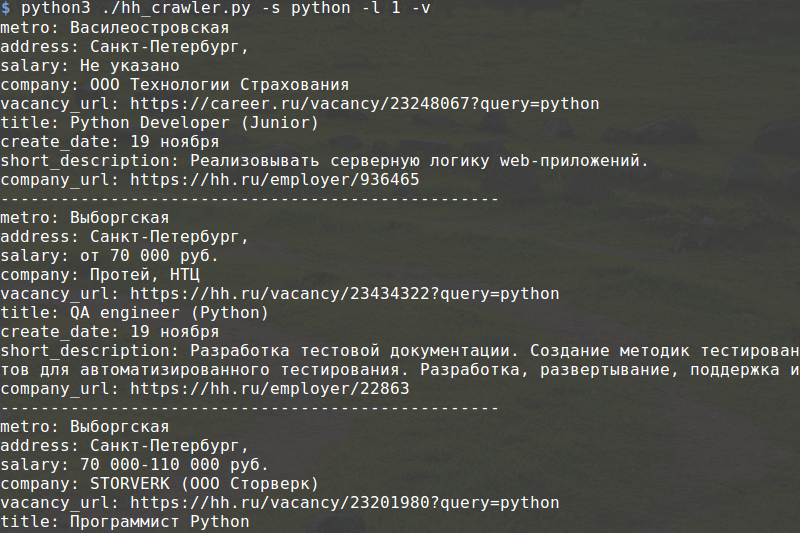 $ python3 ./hh_crawler.py -s python -l 1 -v
metro: Василеостровская
address: Санкт-Петербург,
salary: Не указано
company: ООО Технологии Страхования
vacancy_url: https://career.ru/vacancy/23248067?query=python
title: Python Developer (Junior)
create_date: 19 ноября
short_description: Реализовывать серверную логику web-приложений.
company_url: https://hh.ru/employer/936465
--------------------------------------------------
metro: Выборгская
address: Санкт-Петербург,
salary: от 70 000 руб.
company: Протей, НТЦ
vacancy_url: https://hh.ru/vacancy/23434322?query=python
title: QA engineer (Python)
create_date: 19 ноября
short_description: Разработка тестовой документации. Создание методик тестирован
тов для автоматизированного тестирования. Разработка, развертывание, поддержка и
company_url: https://hh.ru/employer/22863
--------------------------------------------------
metro: Выборгская
address: Санкт-Петербург,
salary: 70 000-110 000 руб.
company: STORVERK (ООО Сторверк)
vacancy_url: https://hh.ru/vacancy/23201980?query=python
title: Программист Python